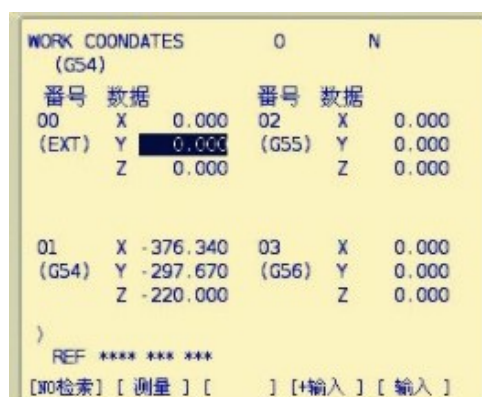 WORK COONDATES O N
(G54)
番号 数据 番号 数据
00 X 0.000 02 X 0.000
(EXT) Y 0.000 (G55) Y 0.000
Z 0.000 Z 0.000
01 X -376.340 03 X 0.000
(G54) Y -297.670 (G56) Y 0.000
Z -220.000 Z 0.000
)
REF **** *** ***
[NO检索] [ 测量 ] [ ] [+输入 ] [ 输入 ]